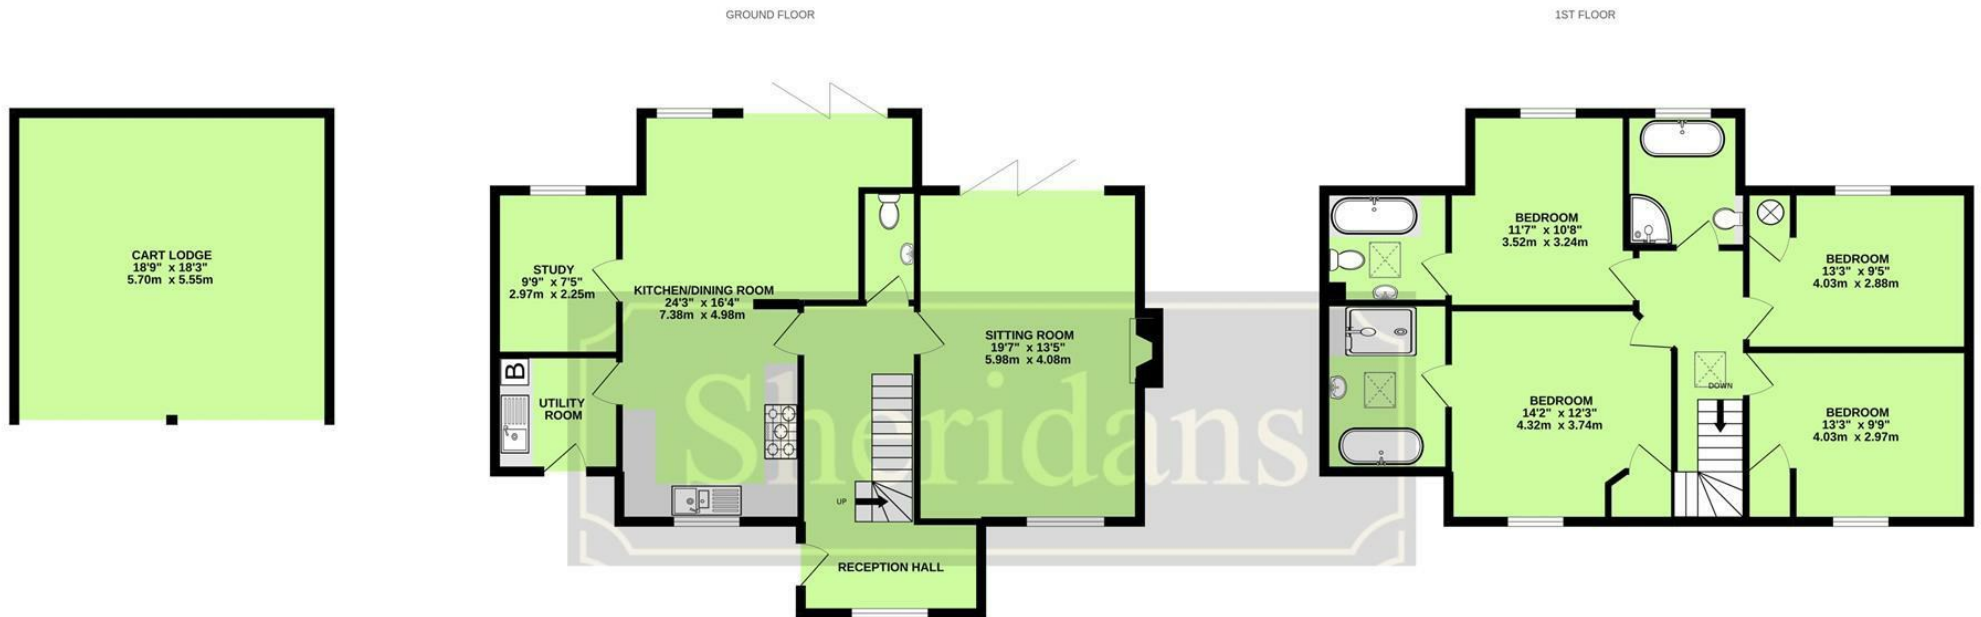 GROUND FLOOR
1ST FLOOR
CART LODGE
18'9" x 18'3"
5.70m x 5.55m
STUDY
9'9" x 7'5"
2.97m x 2.25m
KITCHEN/DINING ROOM
24'3" x 16'4"
7.38m x 4.98m
SITTING ROOM
19'7" x 13'5"
5.98m x 4.08m
B
UTILITY
ROOM
UP
RECEPTION HALL
Sheridans
BEDROOM
11'7" x 10'8"
3.52m x 3.24m
BEDROOM
13'3" x 9'5"
4.03m x 2.88m
BEDROOM
14'2" x 12'3"
4.32m x 3.74m
DOWN
BEDROOM
13'3" x 9'9"
4.03m x 2.97m